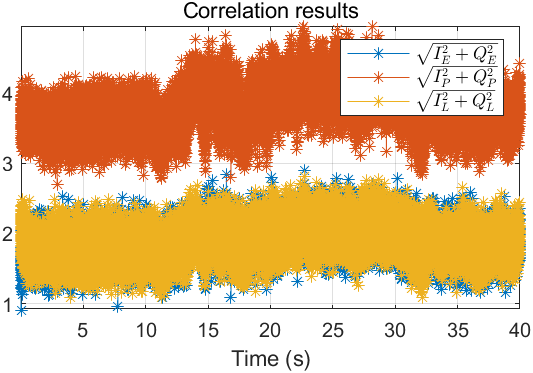 Correlation results
√I_E^2 + Q_E^2
√I_P^2 + Q_P^2
√I_L^2 + Q_L^2
4
3
2
1
5 10 15 20 25 30 35 40
Time (s)